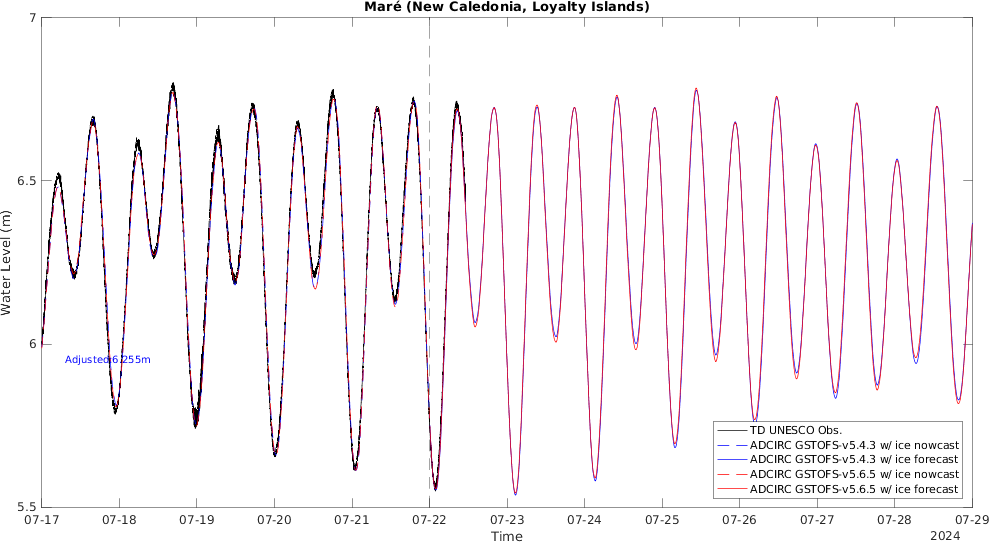 Maré (New Caledonia, Loyalty Islands)
7
6.5
6
5.5
Water Level (m)
Adjusted:6.255m
TD UNESCO Obs.
ADCIRC GSTOFS-v5.4.3 w/ ice nowcast
ADCIRC GSTOFS-v5.4.3 w/ ice forecast
ADCIRC GSTOFS-v5.6.5 w/ ice nowcast
ADCIRC GSTOFS-v5.6.5 w/ ice forecast
07-17 07-18 07-19 07-20 07-21 07-22 07-23 07-24 07-25 07-26 07-27 07-28 07-29
Time
2024